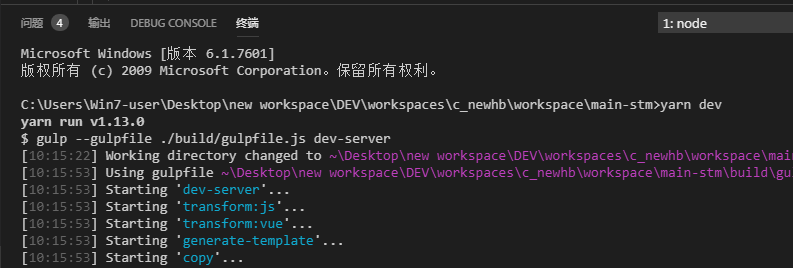 问题 4 输出 DEBUG CONSOLE 终端 1: node
Microsoft Windows [版本 6.1.7601]
版权所有 (c) 2009 Microsoft Corporation。保留所有权利。
C:\Users\Win7-user\Desktop\new workspace\DEV\workspaces\c_newhb\workspace\main-stm>yarn dev
yarn run v1.13.0
$ gulp --gulpfile ./build/gulpfile.js dev-server
[10:15:22] Working directory changed to ~\Desktop\new workspace\DEV\workspaces\c_newhb\workspace\mai
[10:15:53] Using gulpfile ~\Desktop\new workspace\DEV\workspaces\c_newhb\workspace\main-stm\build\gu
[10:15:53] Starting 'dev-server'...
[10:15:53] Starting 'transform:js'...
[10:15:53] Starting 'transform:vue'...
[10:15:53] Starting 'generate-template'...
[10:15:53] Starting 'copy'...